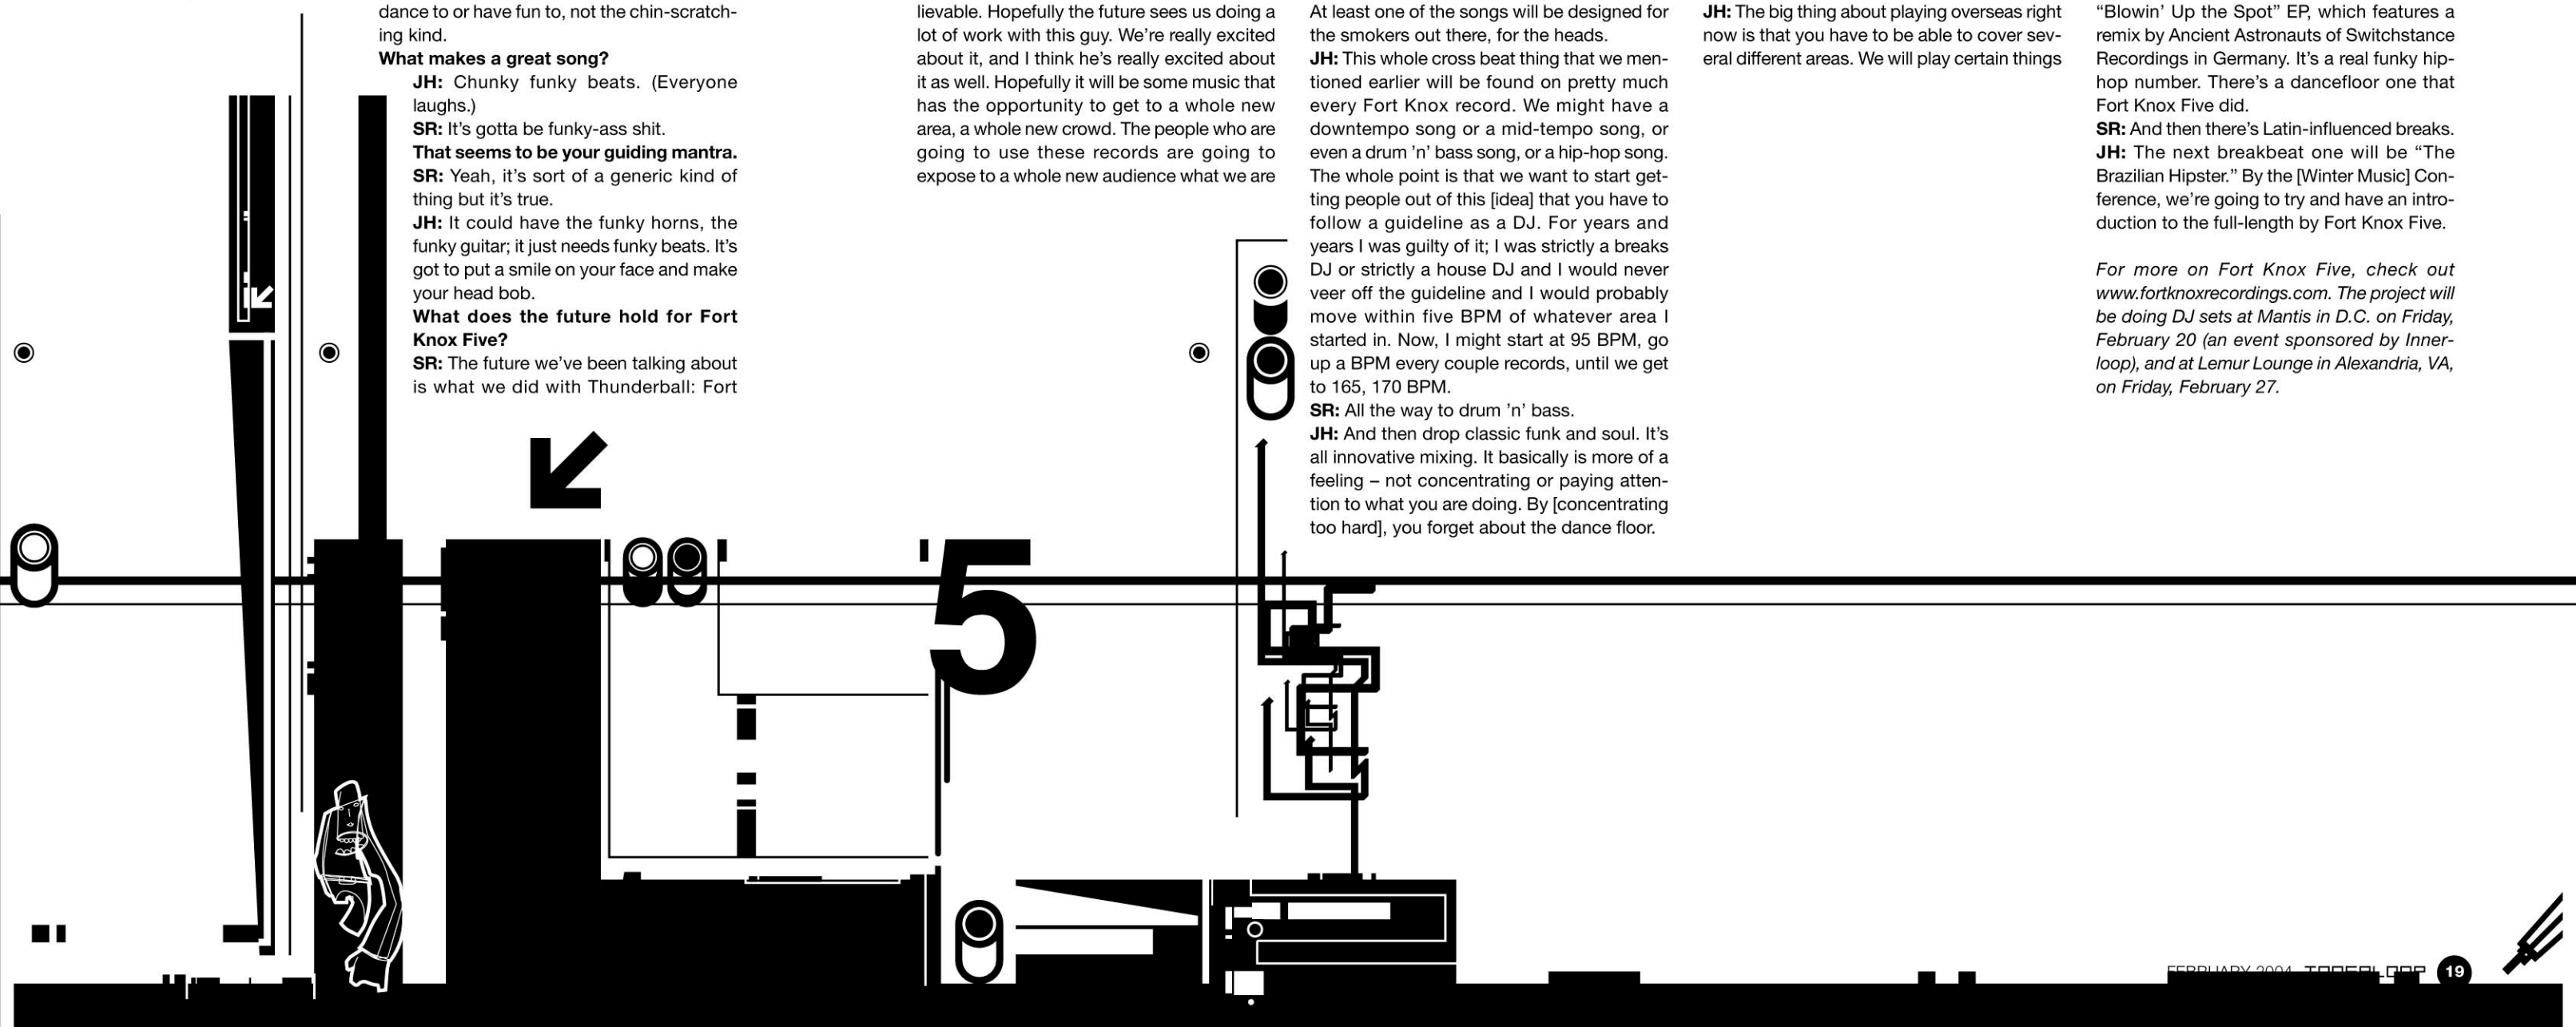 dance to or have fun to, not the chin-scratch-
ing kind.
What makes a great song?
JH: Chunky funky beats. (Everyone
laughs.)
SR: It's gotta be funky-ass shit.
That seems to be your guiding mantra.
SR: Yeah, it's sort of a generic kind of
thing but it's true.
JH: It could have the funky horns, the
funky guitar; it just needs funky beats. It's
got to put a smile on your face and make
your head bob.
What does the future hold for Fort
Knox Five?
SR: The future we've been talking about
is what we did with Thunderball: Fort
lievable. Hopefully the future sees us doing a
lot of work with this guy. We're really excited
about it, and I think he's really excited about
it as well. Hopefully it will be some music that
has the opportunity to get to a whole new
area, a whole new crowd. The people who are
going to use these records are going to
expose to a whole new audience what we are
At least one of the songs will be designed for
the smokers out there, for the heads.
JH: This whole cross beat thing that we men-
tioned earlier will be found on pretty much
every Fort Knox record. We might have a
downtempo song or a mid-tempo song, or
even a drum 'n' bass song, or a hip-hop song.
The whole point is that we want to start get-
ting people out of this [idea] that you have to
follow a guideline as a DJ. For years and
years I was guilty of it; I was strictly a breaks
DJ or strictly a house DJ and I would never
veer off the guideline and I would probably
move within five BPM of whatever area I
started in. Now, I might start at 95 BPM, go
up a BPM every couple records, until we get
to 165, 170 BPM.
SR: All the way to drum 'n' bass.
JH: And then drop classic funk and soul. It's
all innovative mixing. It basically is more of a
feeling – not concentrating or paying atten-
tion to what you are doing. By [concentrating
too hard], you forget about the dance floor.
JH: The big thing about playing overseas right
now is that you have to be able to cover sev-
eral different areas. We will play certain things
“Blowin' Up the Spot” EP, which features a
remix by Ancient Astronauts of Switchstance
Recordings in Germany. It's a real funky hip-
hop number. There's a dancefloor one that
Fort Knox Five did.
SR: And then there's Latin-influenced breaks.
JH: The next breakbeat one will be “The
Brazilian Hipster.” By the [Winter Music] Con-
ference, we're going to try and have an intro-
duction to the full-length by Fort Knox Five.
For more on Fort Knox Five, check out
www.fortknoxrecordings.com. The project will
be doing DJ sets at Mantis in D.C. on Friday,
February 20 (an event sponsored by Inner-
loop), and at Lemur Lounge in Alexandria, VA,
on Friday, February 27.
5
FEBRUARY 2004 19